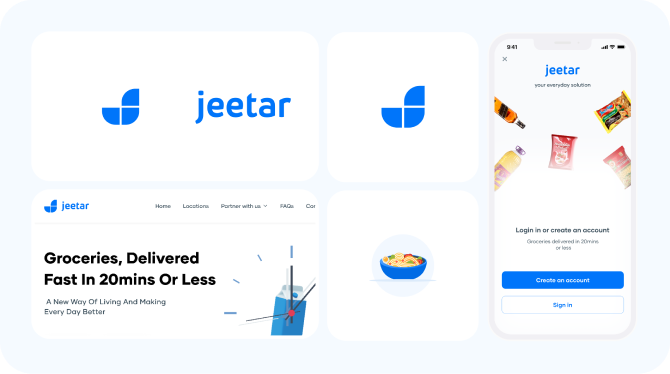 jeetar
jeetar
Home Locations Partner with us FAQs
Groceries, Delivered
Fast In 20mins Or Less
A New Way Of Living And Making
Every Day Better
9:41
jeetar
your everyday solution
Login in or create an account
Groceries delivered in 20mins
or less
Create an account
Sign in